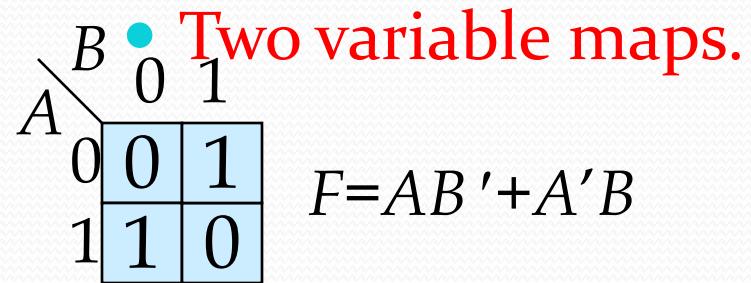 • Two variable maps.
B 0 1
A
0 0 1
1 1 0
F=AB'+A'B